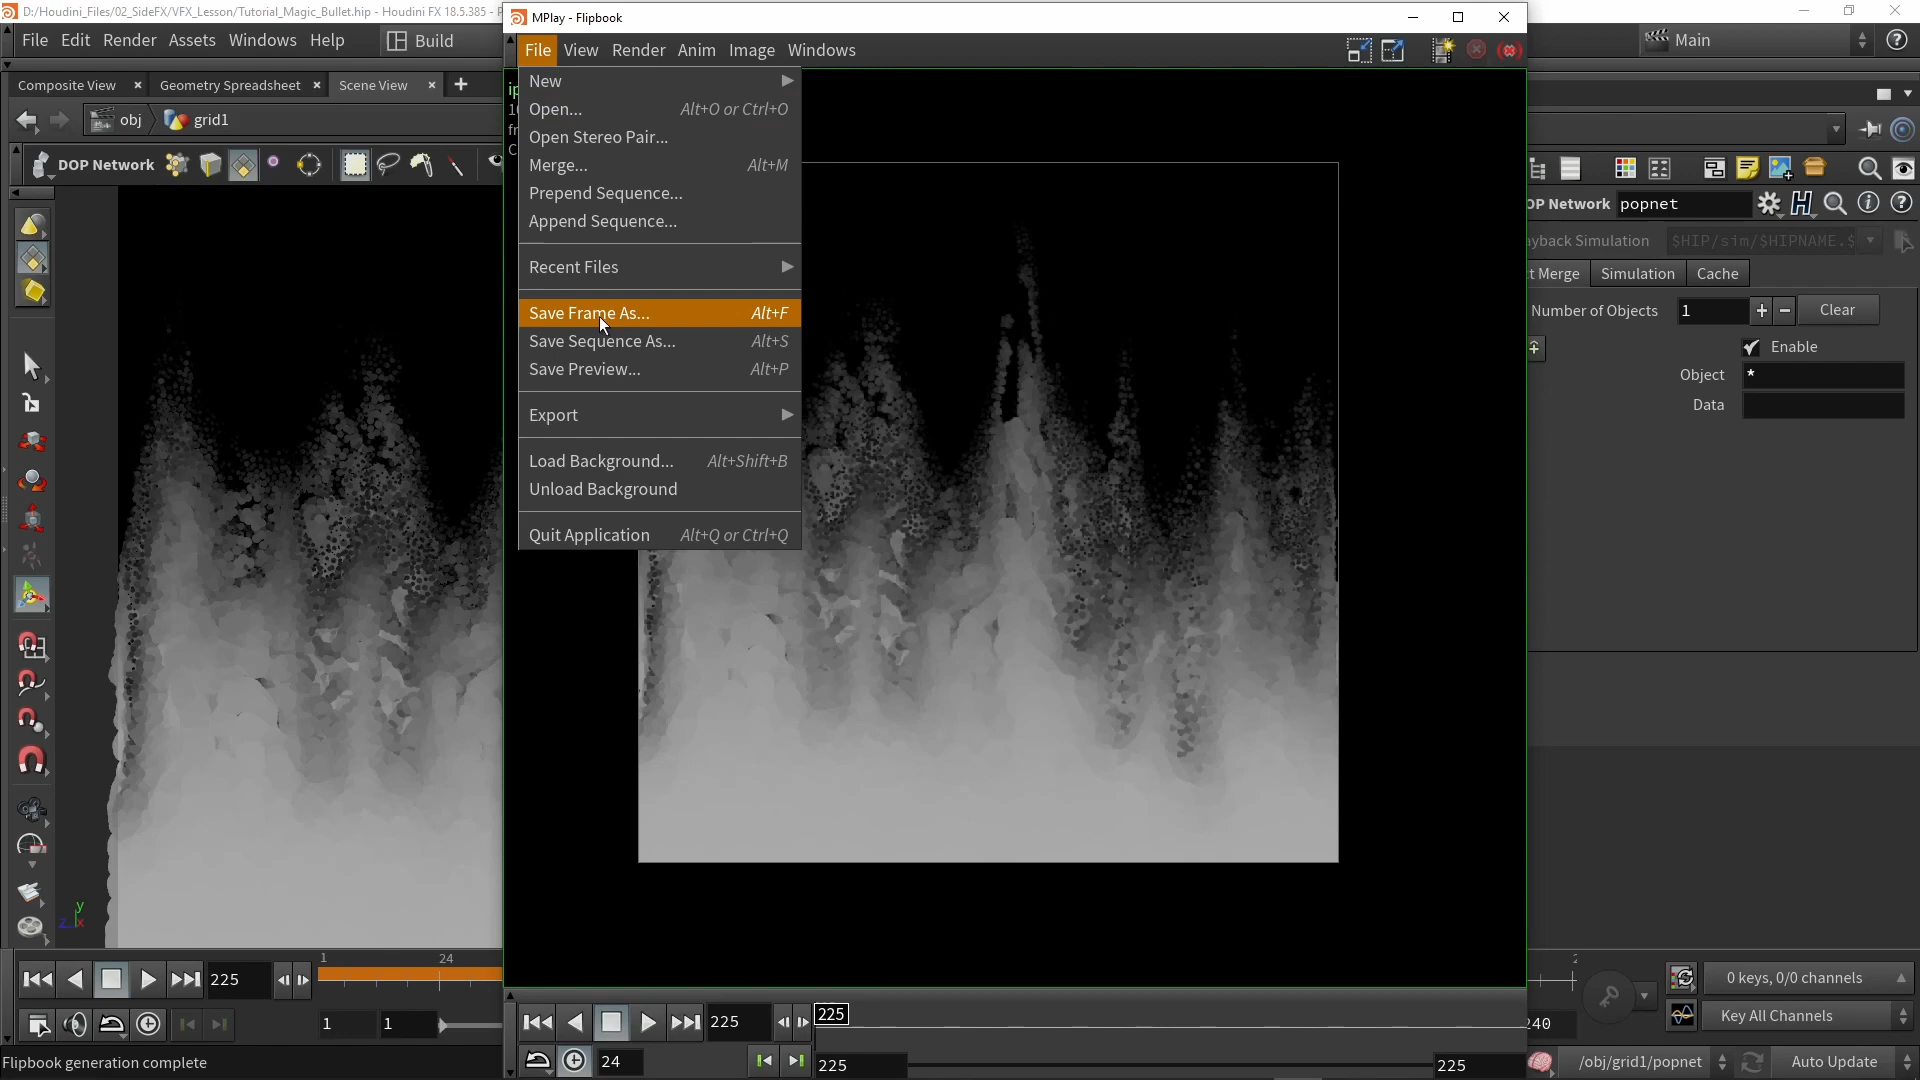 D:/Houdini_Files/02_SideFX/VFX_Lesson/Tutorial_Magic_Bullet.hip - Houdini FX 18.5.385 -
MPlay - Flipbook
File Edit Render Assets Windows Help
Build
File View Render Anim Image Windows
Main
Composite View
Geometry Spreadsheet
Scene View
obj
grid1
New
Open... Alt+O or Ctrl+O
Open Stereo Pair...
Merge... Alt+M
Prepend Sequence...
Append Sequence...
Recent Files
Save Frame As... Alt+F
Save Sequence As... Alt+S
Save Preview... Alt+P
Export
Load Background... Alt+Shift+B
Unload Background
Quit Application Alt+Q or Ctrl+Q
DOP Network
OP Network popnet
yback Simulation $HIP/sim/$HIPNAME.$
t Merge Simulation Cache
Number of Objects 1 Clear
Enable
Object *
Data
y
z x
1 24
225
0 keys, 0/0 channels
1 1
240
Key All Channels
225
225
24
225
225
Flipbook generation complete
/obj/grid1/popnet
Auto Update